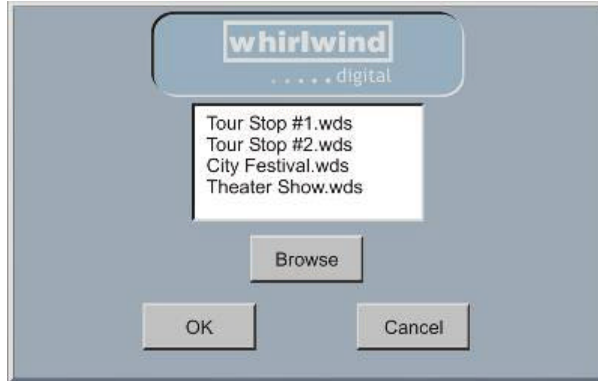 whirlwind
.....digital
Tour Stop #1.wds
Tour Stop #2.wds
City Festival.wds
Theater Show.wds
Browse
OK Cancel